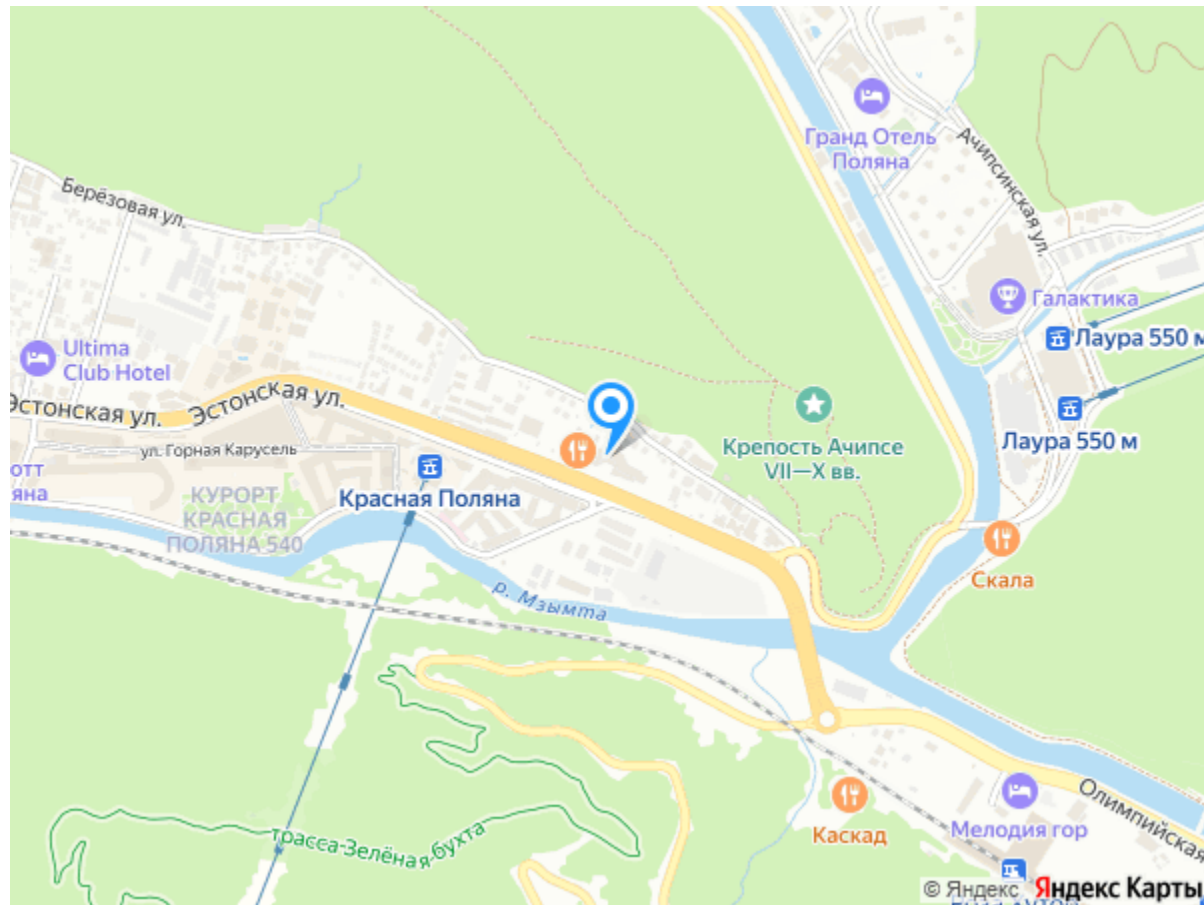 Гранд Отель
Поляна
Ачипсинская ул.
Берёзовая ул.
Галактика
Лаура 550 м
Ultima
Club Hotel
Эстонская ул.
Эстонская ул.
Лаура 550 м
ул. Горная Карусель
Крепость Ачипсе
VII—X вв.
отт
яна
Красная Поляна
КУРОРТ
КРАСНАЯ
ПОЛЯНА 540
Скала
р. Мзымта
Мелодия гор
Олимпийская
Каскад
трасса Зелёная бухта
© Яндекс Яндекс Карты